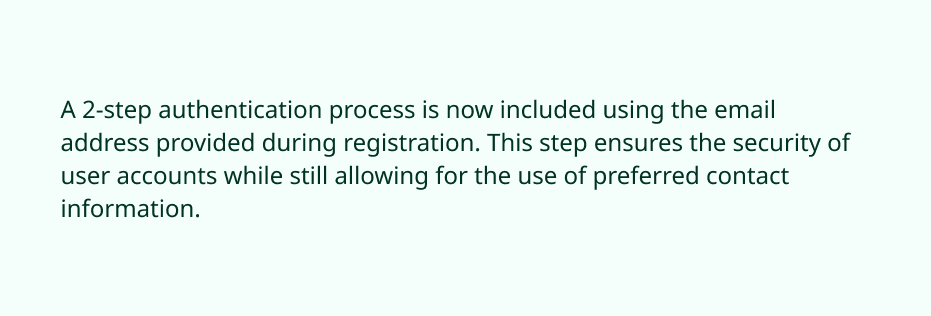 A 2-step authentication process is now included using the email
address provided during registration. This step ensures the security of
user accounts while still allowing for the use of preferred contact
information.